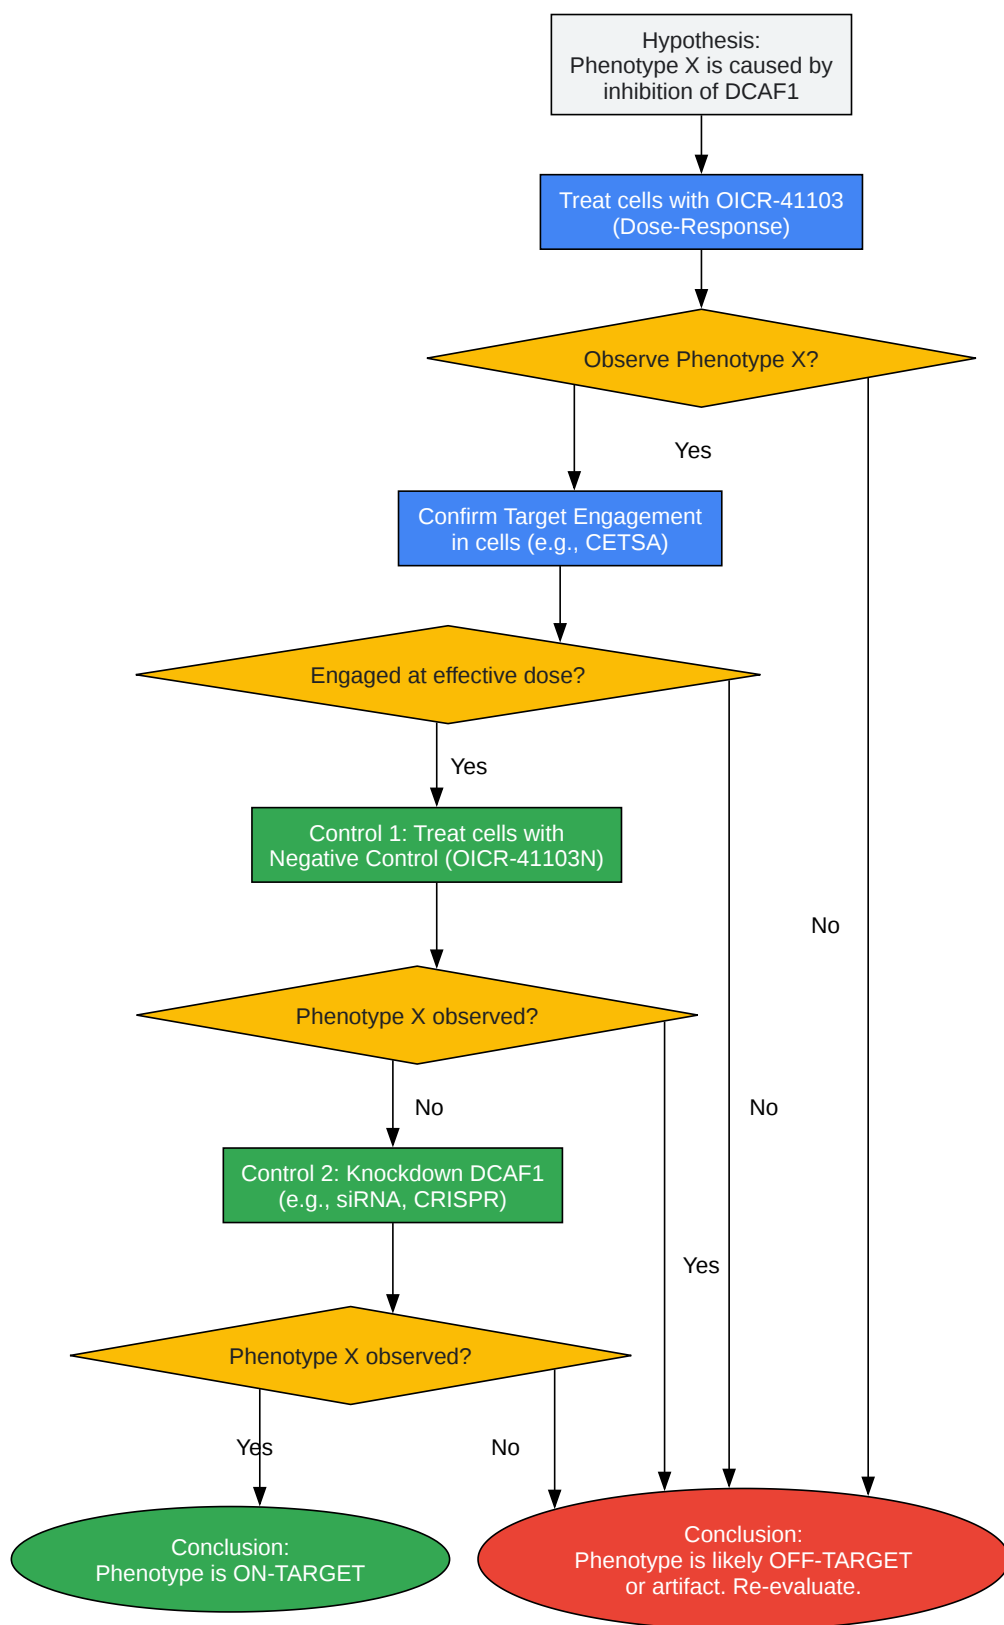 Hypothesis:
Phenotype X is caused by
inhibition of DCAF1
Treat cells with OICR-41103
(Dose-Response)
Observe Phenotype X?
Yes
Confirm Target Engagement
in cells (e.g., CETSA)
Engaged at effective dose?
Yes
Control 1: Treat cells with
Negative Control (OICR-41103N)
No
Phenotype X observed?
No
No
Control 2: Knockdown DCAF1
(e.g., siRNA, CRISPR)
Yes
Phenotype X observed?
Yes
No
Conclusion:
Phenotype is ON-TARGET
Conclusion:
Phenotype is likely OFF-TARGET
or artifact. Re-evaluate.